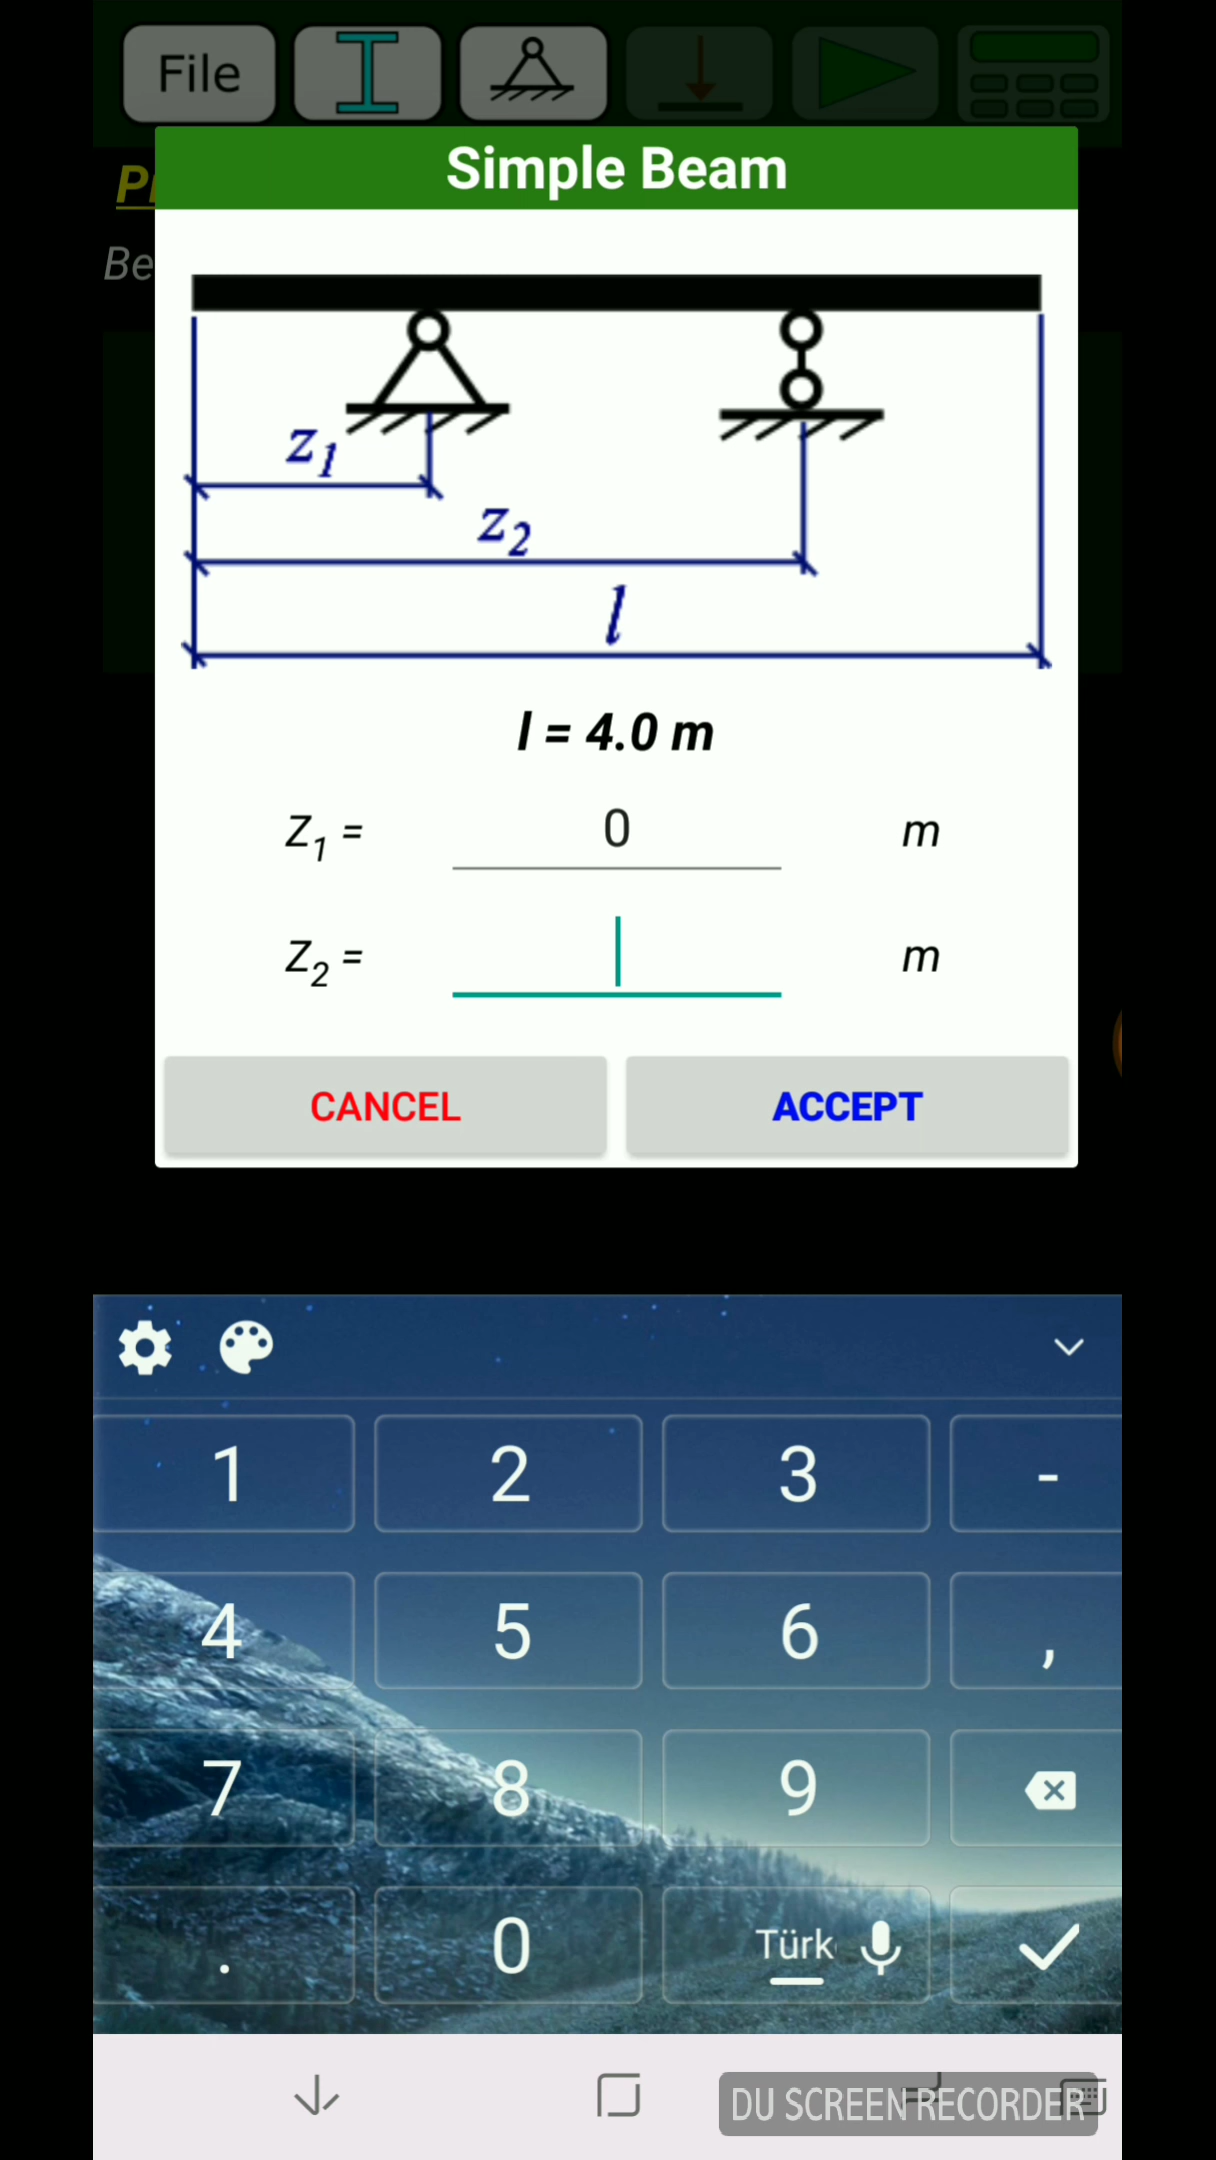 File
Simple Beam
z1
z2
l
l = 4.0 m
Z1 = 0 m
Z2 = m
CANCEL ACCEPT
1 2 3 -
4 5 6 ,
7 8 9
. 0 Türk
DU SCREEN RECORDER